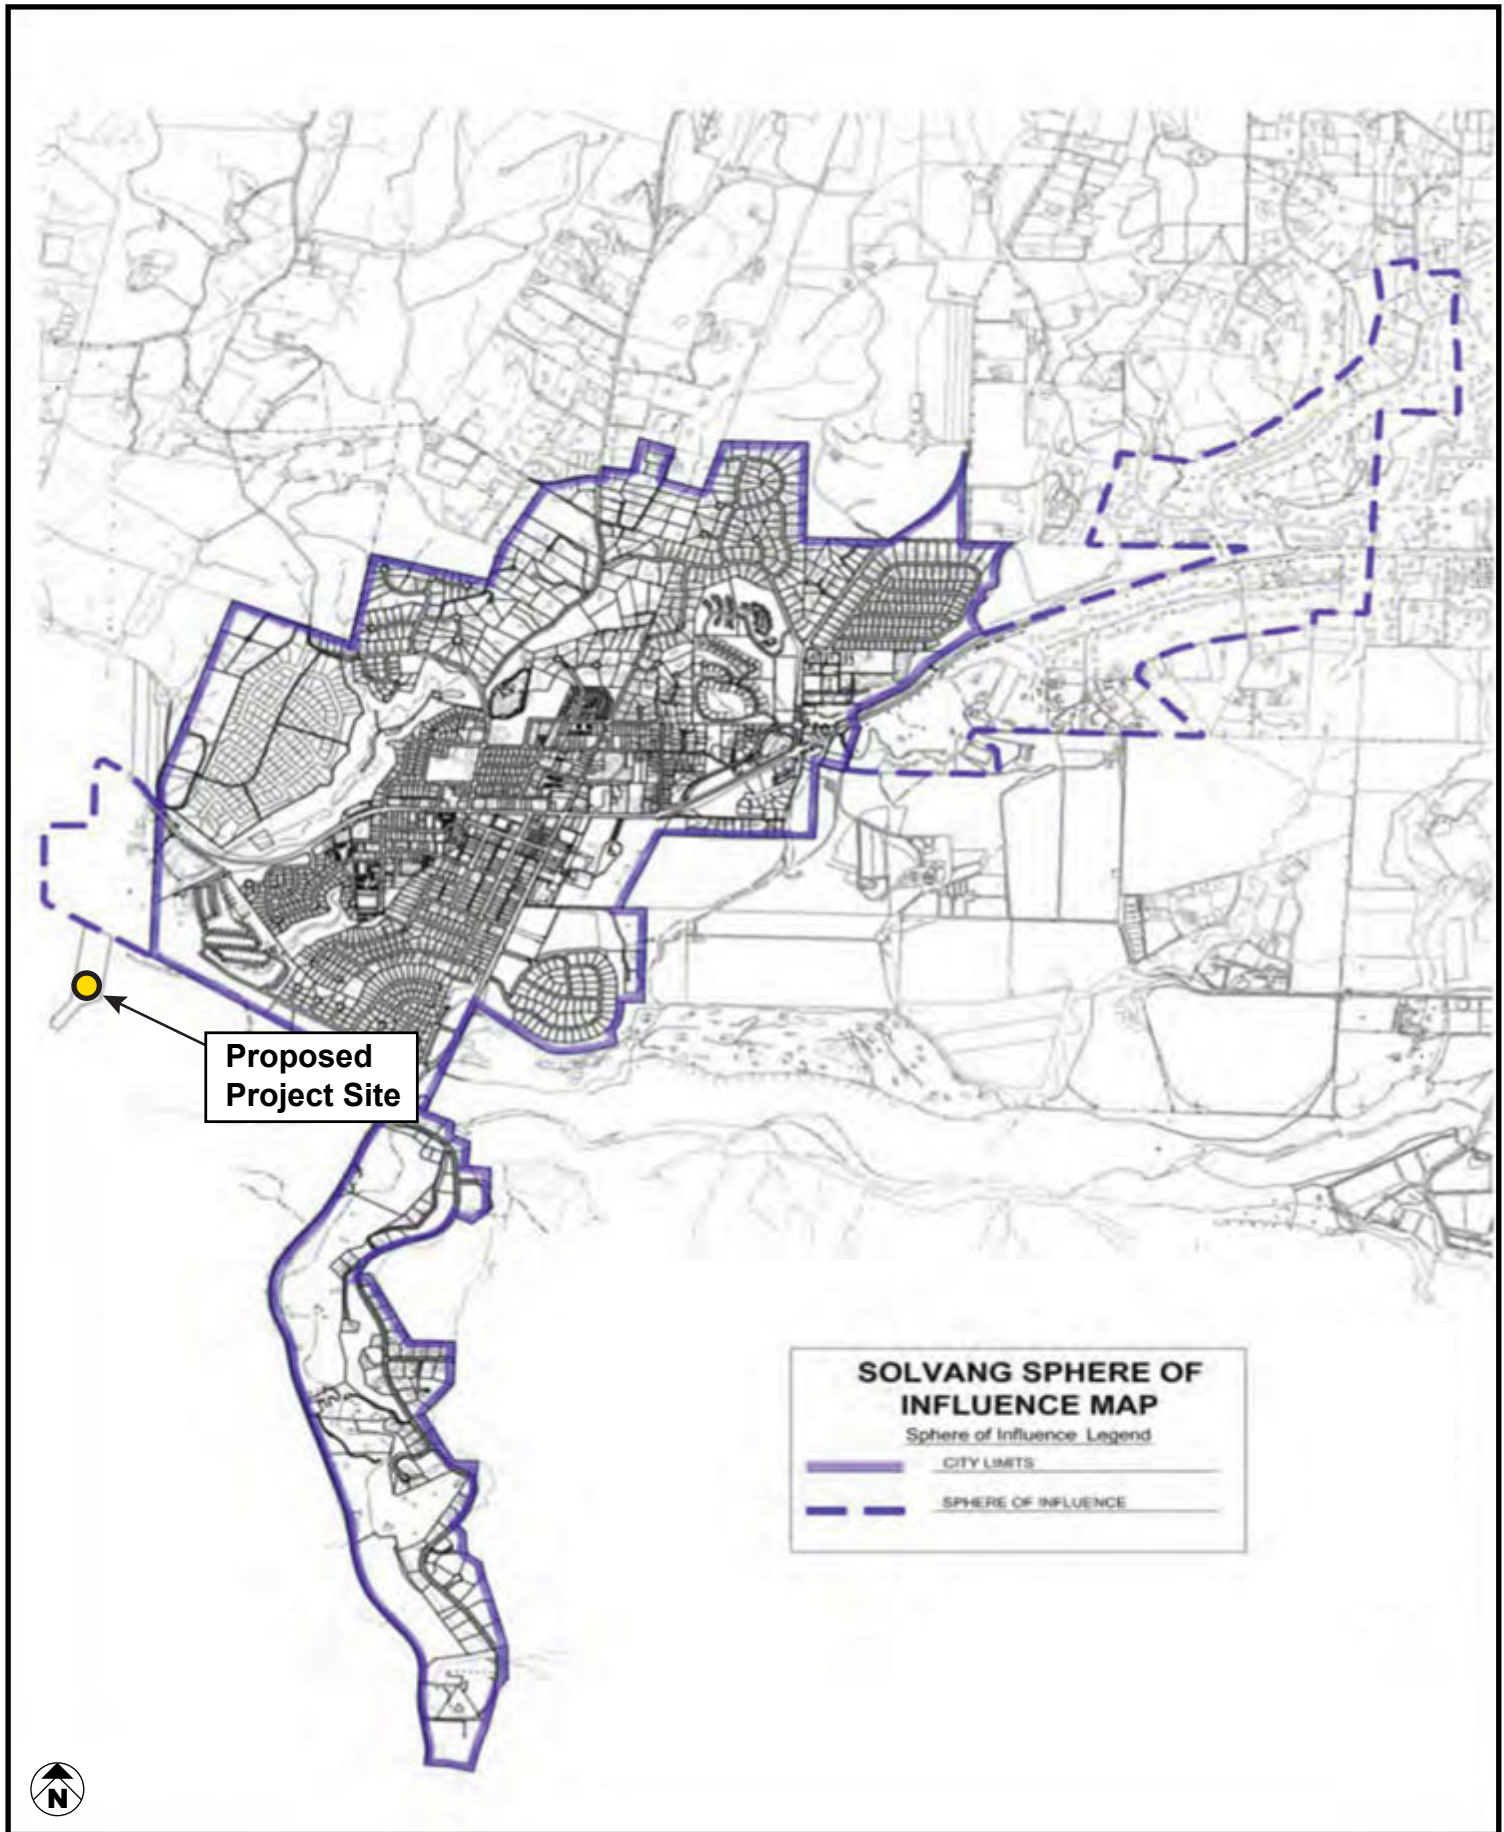 Proposed
Project Site
SOLVANG SPHERE OF
INFLUENCE MAP
Sphere of Influence Legend
CITY LIMITS
SPHERE OF INFLUENCE
N